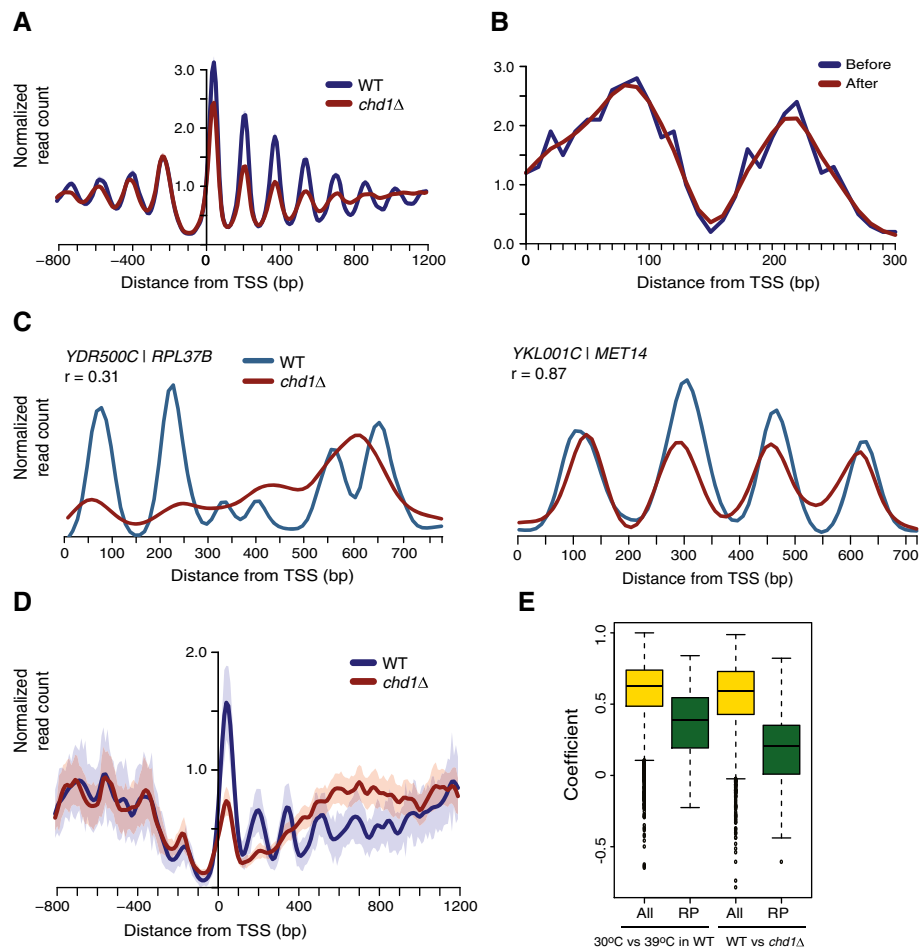 A
Normalized
read count
3.0
2.0
1.0
WT
chd1Δ
−800
−400
0
0
400
800
1200
Distance from TSS (bp)
B
3.0
2.0
1.0
0.0
Before
After
0
0
100
200
300
Distance from TSS (bp)
C
Normalized
read count
YDR500C | RPL37B
r = 0.31
WT
chd1Δ
0
100
200
300
400
500
600
700
Distance from TSS (bp)
YKL001C | MET14
r = 0.87
0
100
200
300
400
500
600
700
Distance from TSS (bp)
D
Normalized
read count
2.0
1.0
WT
chd1Δ
−800
−400
0
400
800
1200
Distance from TSS (bp)
E
Coefficient
1.0
0.5
0
-0.5
All
RP
All
RP
30ºC vs 39ºC in WT
WT vs chd1Δ